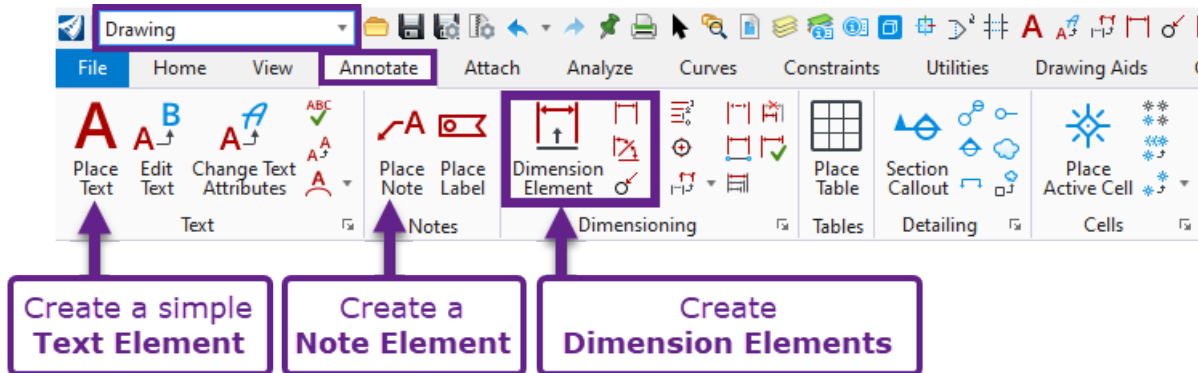 Drawing
File Home View Annotate Attach Analyze Curves Constraints Utilities Drawing Aids
Place Text
Edit Text
Change Text Attributes
Place Note
Place Label
Dimension Element
Place Table
Section Callout
Place Active Cell
Text Notes Dimensioning Tables Detailing Cells
Create a simple
Text Element
Create a
Note Element
Create
Dimension Elements